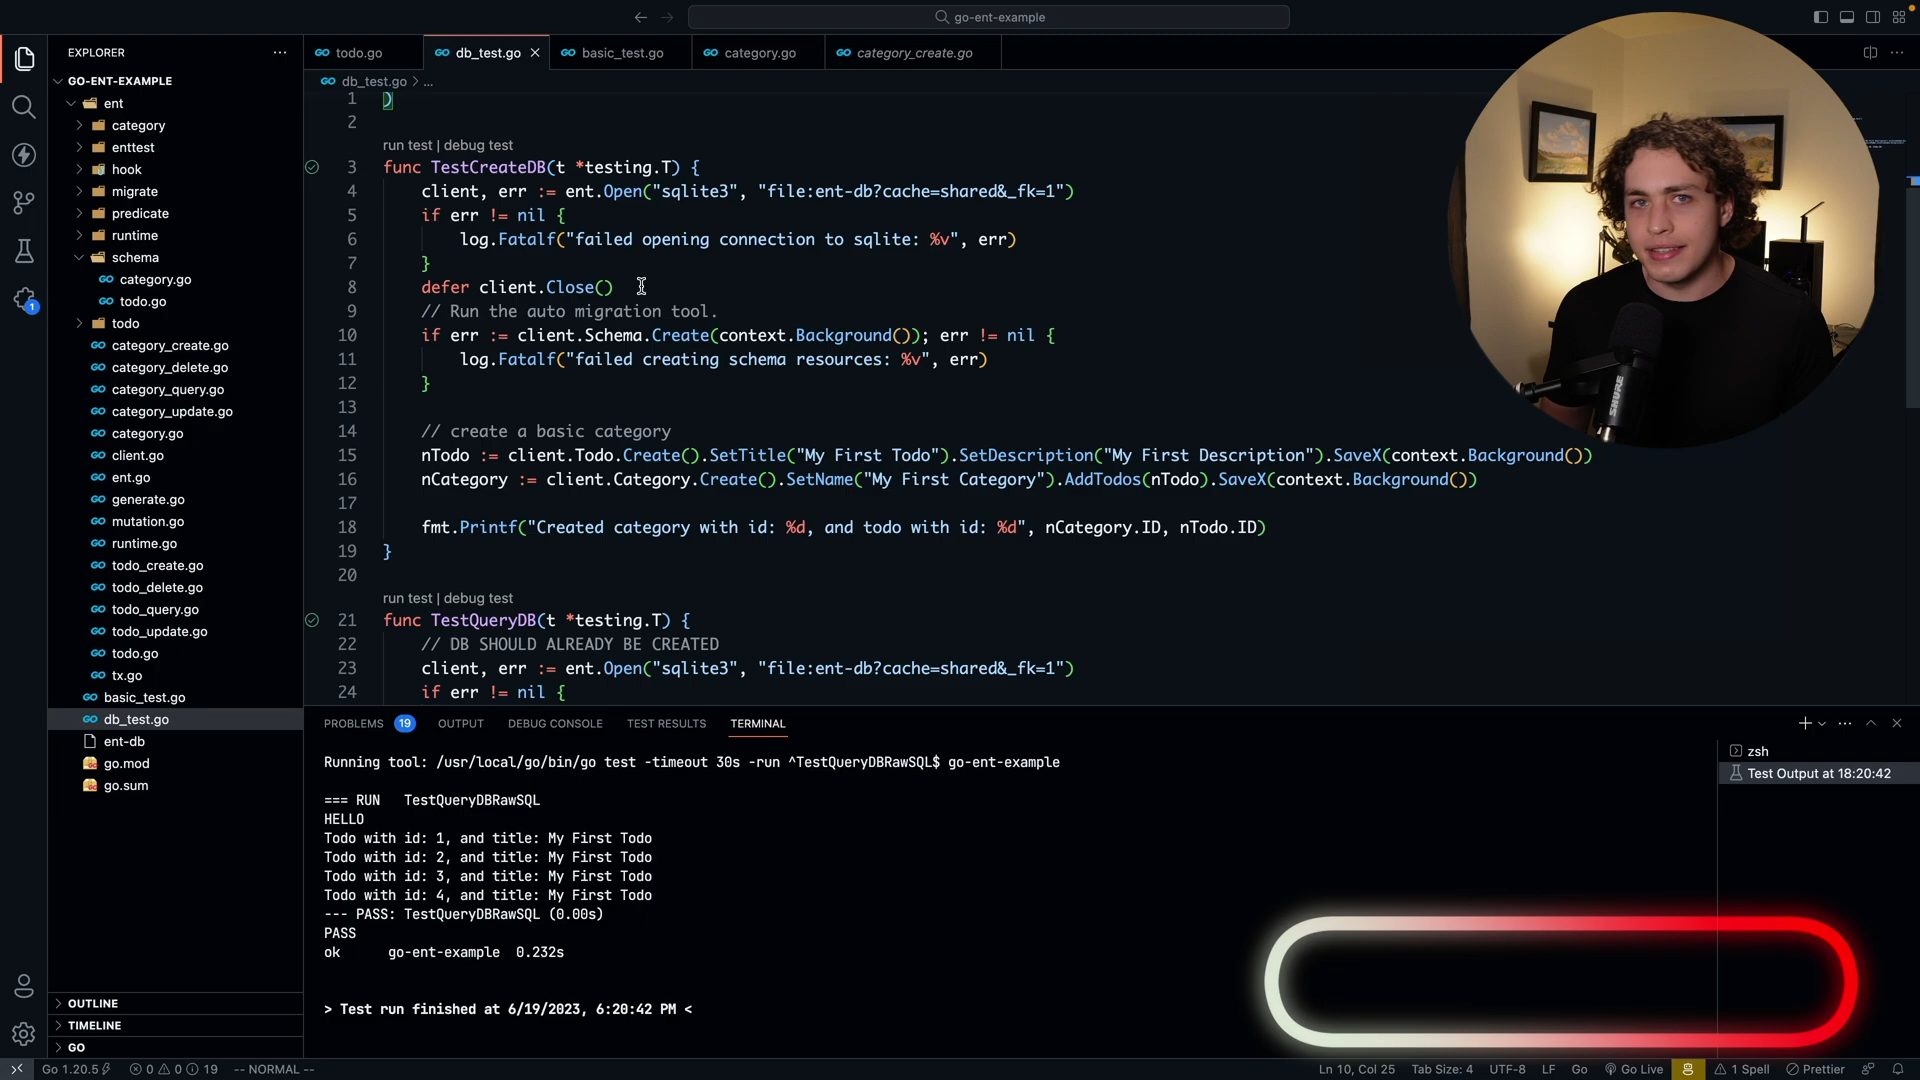 go-ent-example
EXPLORER
GO-ENT-EXAMPLE
ent
category
enttest
hook
migrate
predicate
runtime
schema
category.go
todo.go
todo
category_create.go
category_delete.go
category_query.go
category_update.go
category.go
client.go
ent.go
generate.go
mutation.go
runtime.go
todo_create.go
todo_delete.go
todo_query.go
todo_update.go
todo.go
tx.go
basic_test.go
db_test.go
ent-db
go.mod
go.sum
OUTLINE
TIMELINE
GO
1
todo.go db_test.go basic_test.go category.go category_create.go
db_test.go > ...
1 )
2
run test | debug test
3 func TestCreateDB(t *testing.T) {
4 client, err := ent.Open("sqlite3", "file:ent-db?cache=shared&_fk=1")
5 if err != nil {
6 log.Fatalf("failed opening connection to sqlite: %v", err)
7 }
8 defer client.Close()
9 // Run the auto migration tool.
10 if err := client.Schema.Create(context.Background()); err != nil {
11 log.Fatalf("failed creating schema resources: %v", err)
12 }
13
14 // create a basic category
15 nTodo := client.Todo.Create().SetTitle("My First Todo").SetDescription("My First Description").SaveX(context.Background())
16 nCategory := client.Category.Create().SetName("My First Category").AddTodos(nTodo).SaveX(context.Background())
17
18 fmt.Printf("Created category with id: %d, and todo with id: %d", nCategory.ID, nTodo.ID)
19 }
20
run test | debug test
21 func TestQueryDB(t *testing.T) {
22 // DB SHOULD ALREADY BE CREATED
23 client, err := ent.Open("sqlite3", "file:ent-db?cache=shared&_fk=1")
24 if err != nil {
SHURE
PROBLEMS 19 OUTPUT DEBUG CONSOLE TEST RESULTS TERMINAL
Running tool: /usr/local/go/bin/go test -timeout 30s -run ^TestQueryDBRawSQL$ go-ent-example
=== RUN TestQueryDBRawSQL
HELLO
Todo with id: 1, and title: My First Todo
Todo with id: 2, and title: My First Todo
Todo with id: 3, and title: My First Todo
Todo with id: 4, and title: My First Todo
--- PASS: TestQueryDBRawSQL (0.00s)
PASS
ok go-ent-example 0.232s
> Test run finished at 6/19/2023, 6:20:42 PM <
zsh
Test Output at 18:20:42
Go 1.20.5 0 0 19 -- NORMAL -- Ln 10, Col 25 Tab Size: 4 UTF-8 LF Go Go Live 1 Spell Prettier